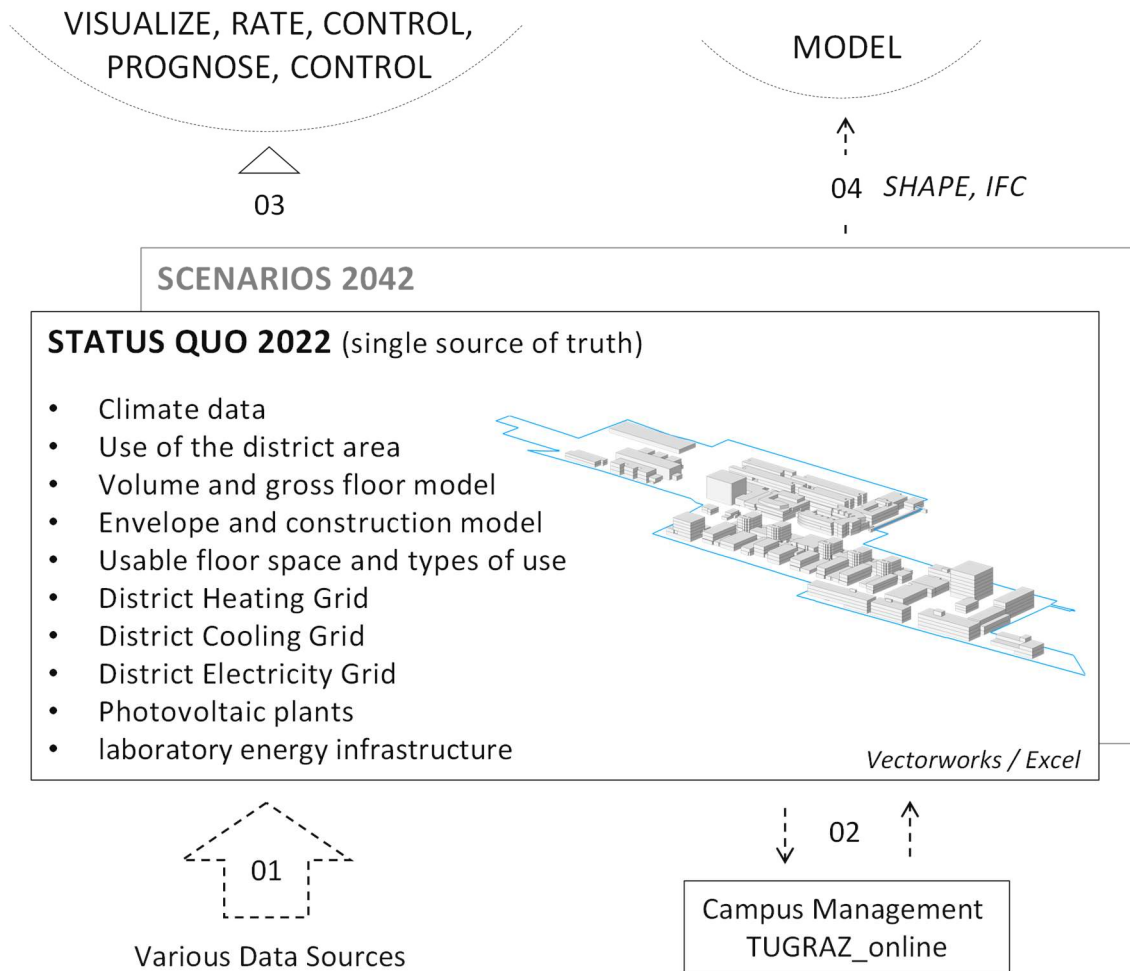 VISUALIZE, RATE, CONTROL,
PROGNOSE, CONTROL
MODEL
03
04 SHAPE, IFC
SCENARIOS 2042
STATUS QUO 2022 (single source of truth)
• Climate data
• Use of the district area
• Volume and gross floor model
• Envelope and construction model
• Usable floor space and types of use
• District Heating Grid
• District Cooling Grid
• District Electricity Grid
• Photovoltaic plants
• laboratory energy infrastructure
Vectorworks / Excel
01
02
Various Data Sources
Campus Management
TUGRAZ_online